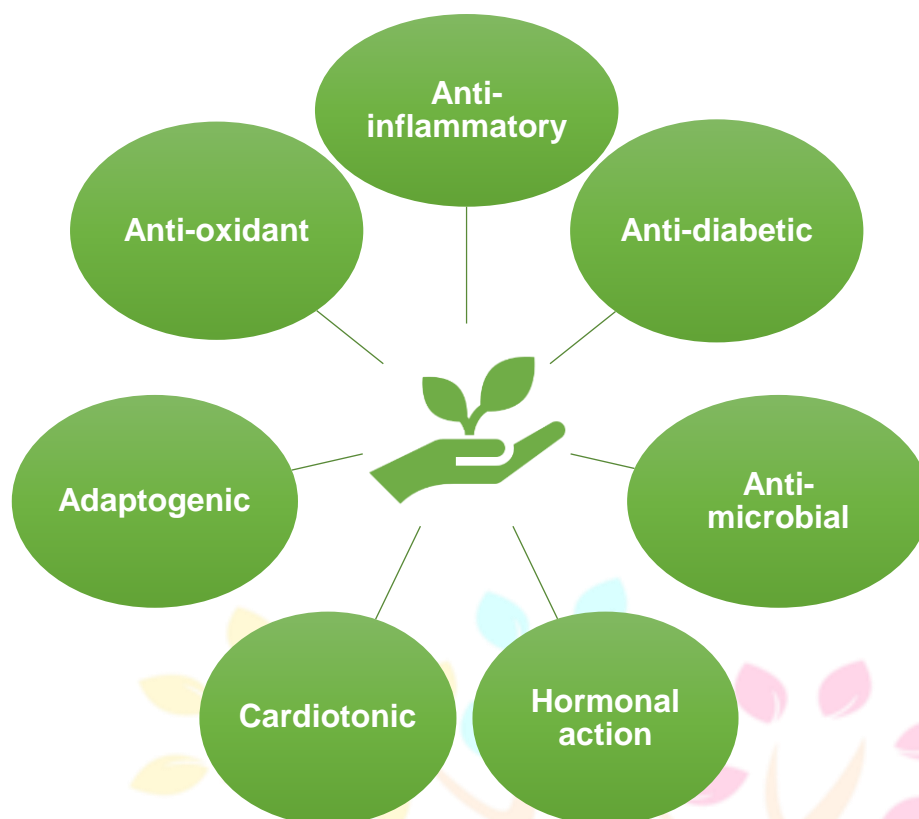 Anti-
inflammatory
Anti-oxidant
Anti-diabetic
Adaptogenic
Anti-
microbial
Cardiotonic
Hormonal
action